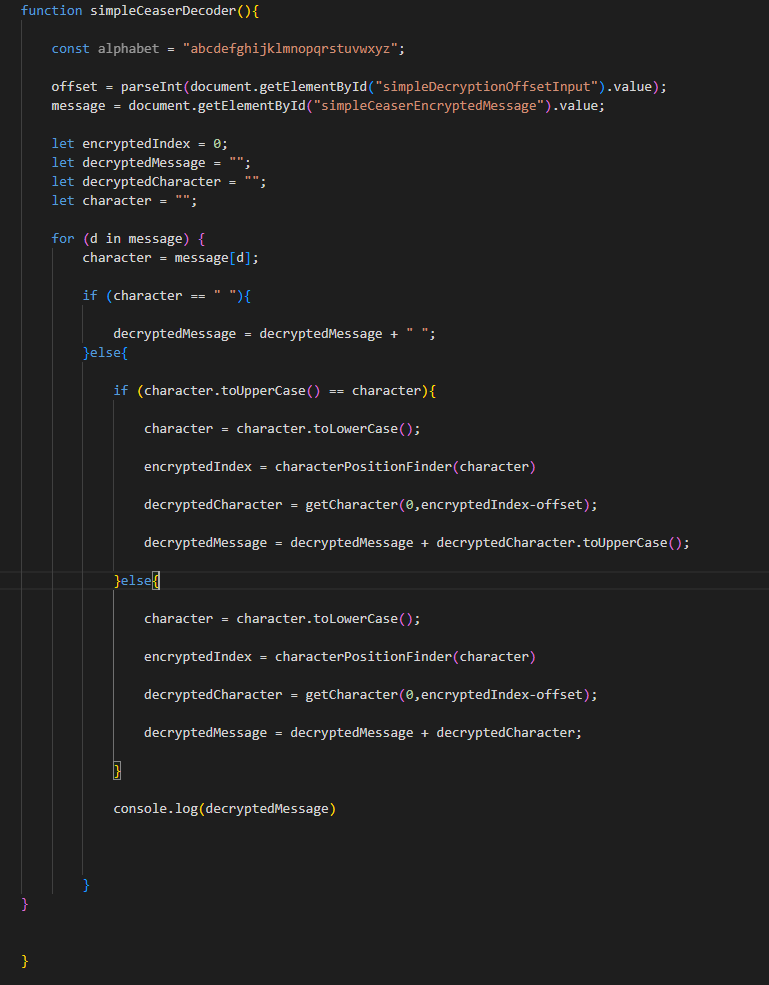 function simpleCeaserDecoder(){
const alphabet = "abcdefghijklmnopqrstuvwxyz";
offset = parseInt(document.getElementById("simpleDecryptionOffsetInput").value);
message = document.getElementById("simpleCeaserEncryptedMessage").value;
let encryptedIndex = 0;
let decryptedMessage = "";
let decryptedCharacter = "";
let character = "";
for (d in message) {
character = message[d];
if (character == " "){
decryptedMessage = decryptedMessage + " ";
}else{
if (character.toUpperCase() == character){
character = character.toLowerCase();
encryptedIndex = characterPositionFinder(character)
decryptedCharacter = getCharacter(0,encryptedIndex-offset);
decryptedMessage = decryptedMessage + decryptedCharacter.toUpperCase();
}else{
character = character.toLowerCase();
encryptedIndex = characterPositionFinder(character)
decryptedCharacter = getCharacter(0,encryptedIndex-offset);
decryptedMessage = decryptedMessage + decryptedCharacter;
}
console.log(decryptedMessage)
}
}
}